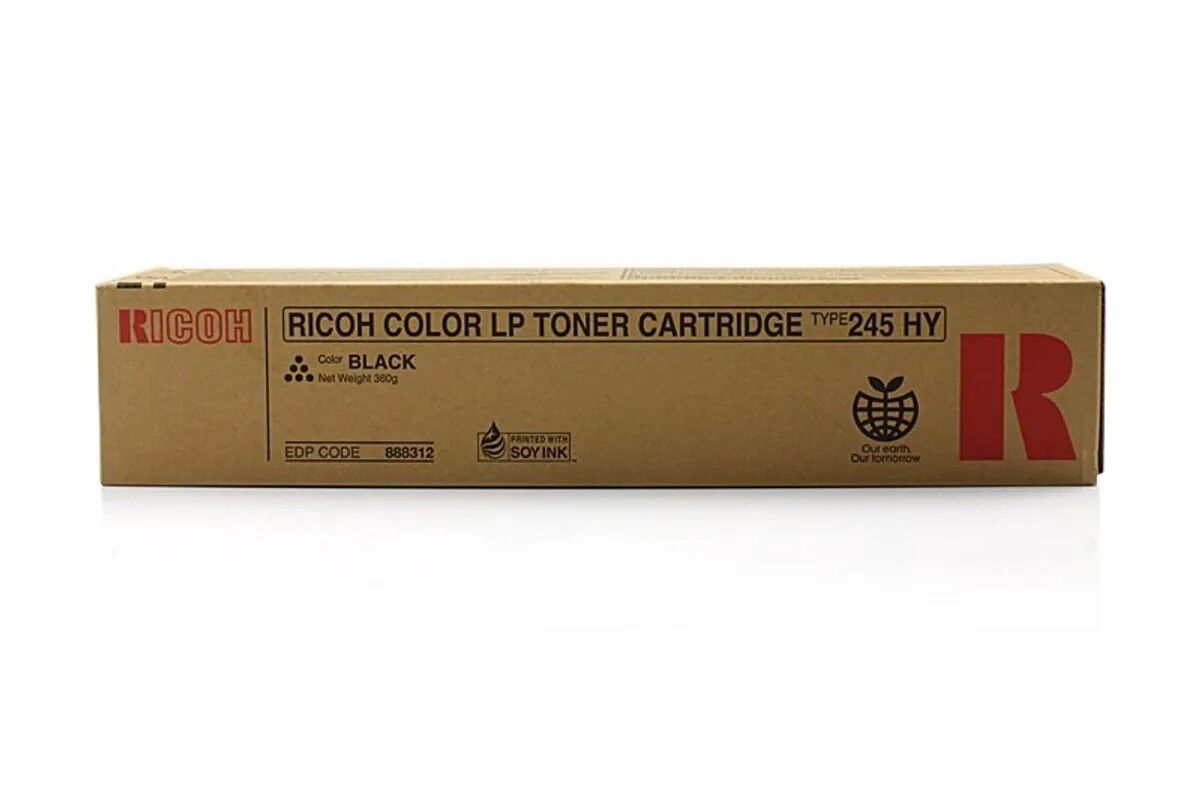 RICOH
RICOH COLOR LP TONER CARTRIDGE TYPE 245 HY
Color BLACK
Net Weight 360g
EDP CODE 888312
PRINTED WITH
SOY INK
Our earth,
Our tomorrow
R